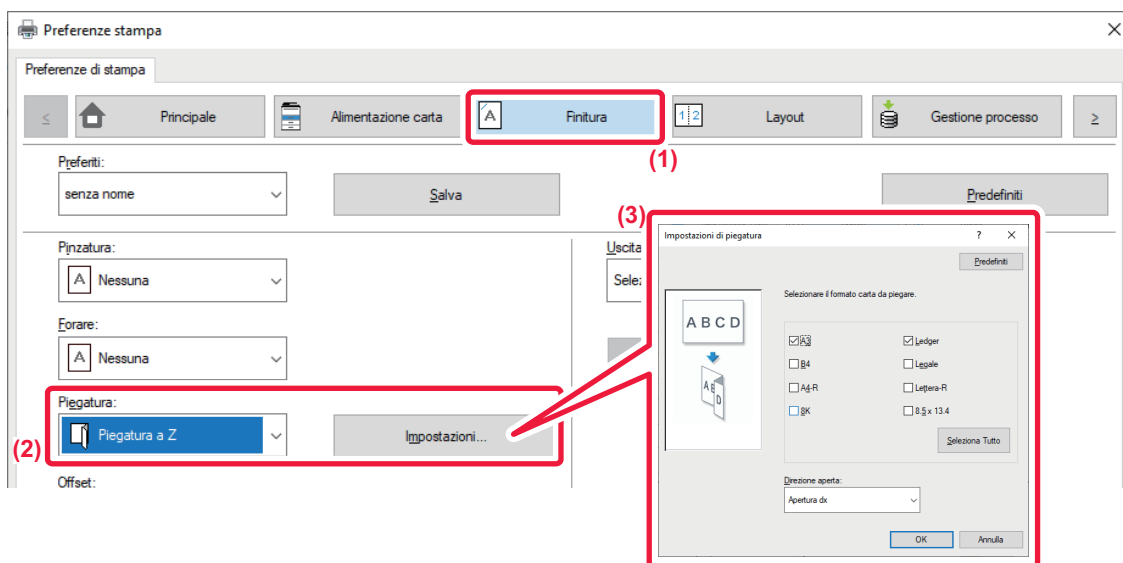 Preferenze stampa
Preferenze di stampa
<
Principale
Alimentazione carta
A
Finitura
1 2
Layout
Gestione processo
>
(1)
Preferiti:
senza nome
Salva
Predefiniti
Pinzatura:
A Nessuna
Forare:
A Nessuna
(2)
Piegatura:
Piegatura a Z
Impostazioni...
Offset:
Uscita
(3)
Impostazioni di piegatura
?
Predefiniti
Selezionare il formato carta da piegare.
A B C D
A B D
A3
Ledger
B4
Legale
A4-R
Lettera-R
8K
8.5 x 13.4
Seleziona Tutto
Direzione aperta:
Apertura dx
OK
Annulla